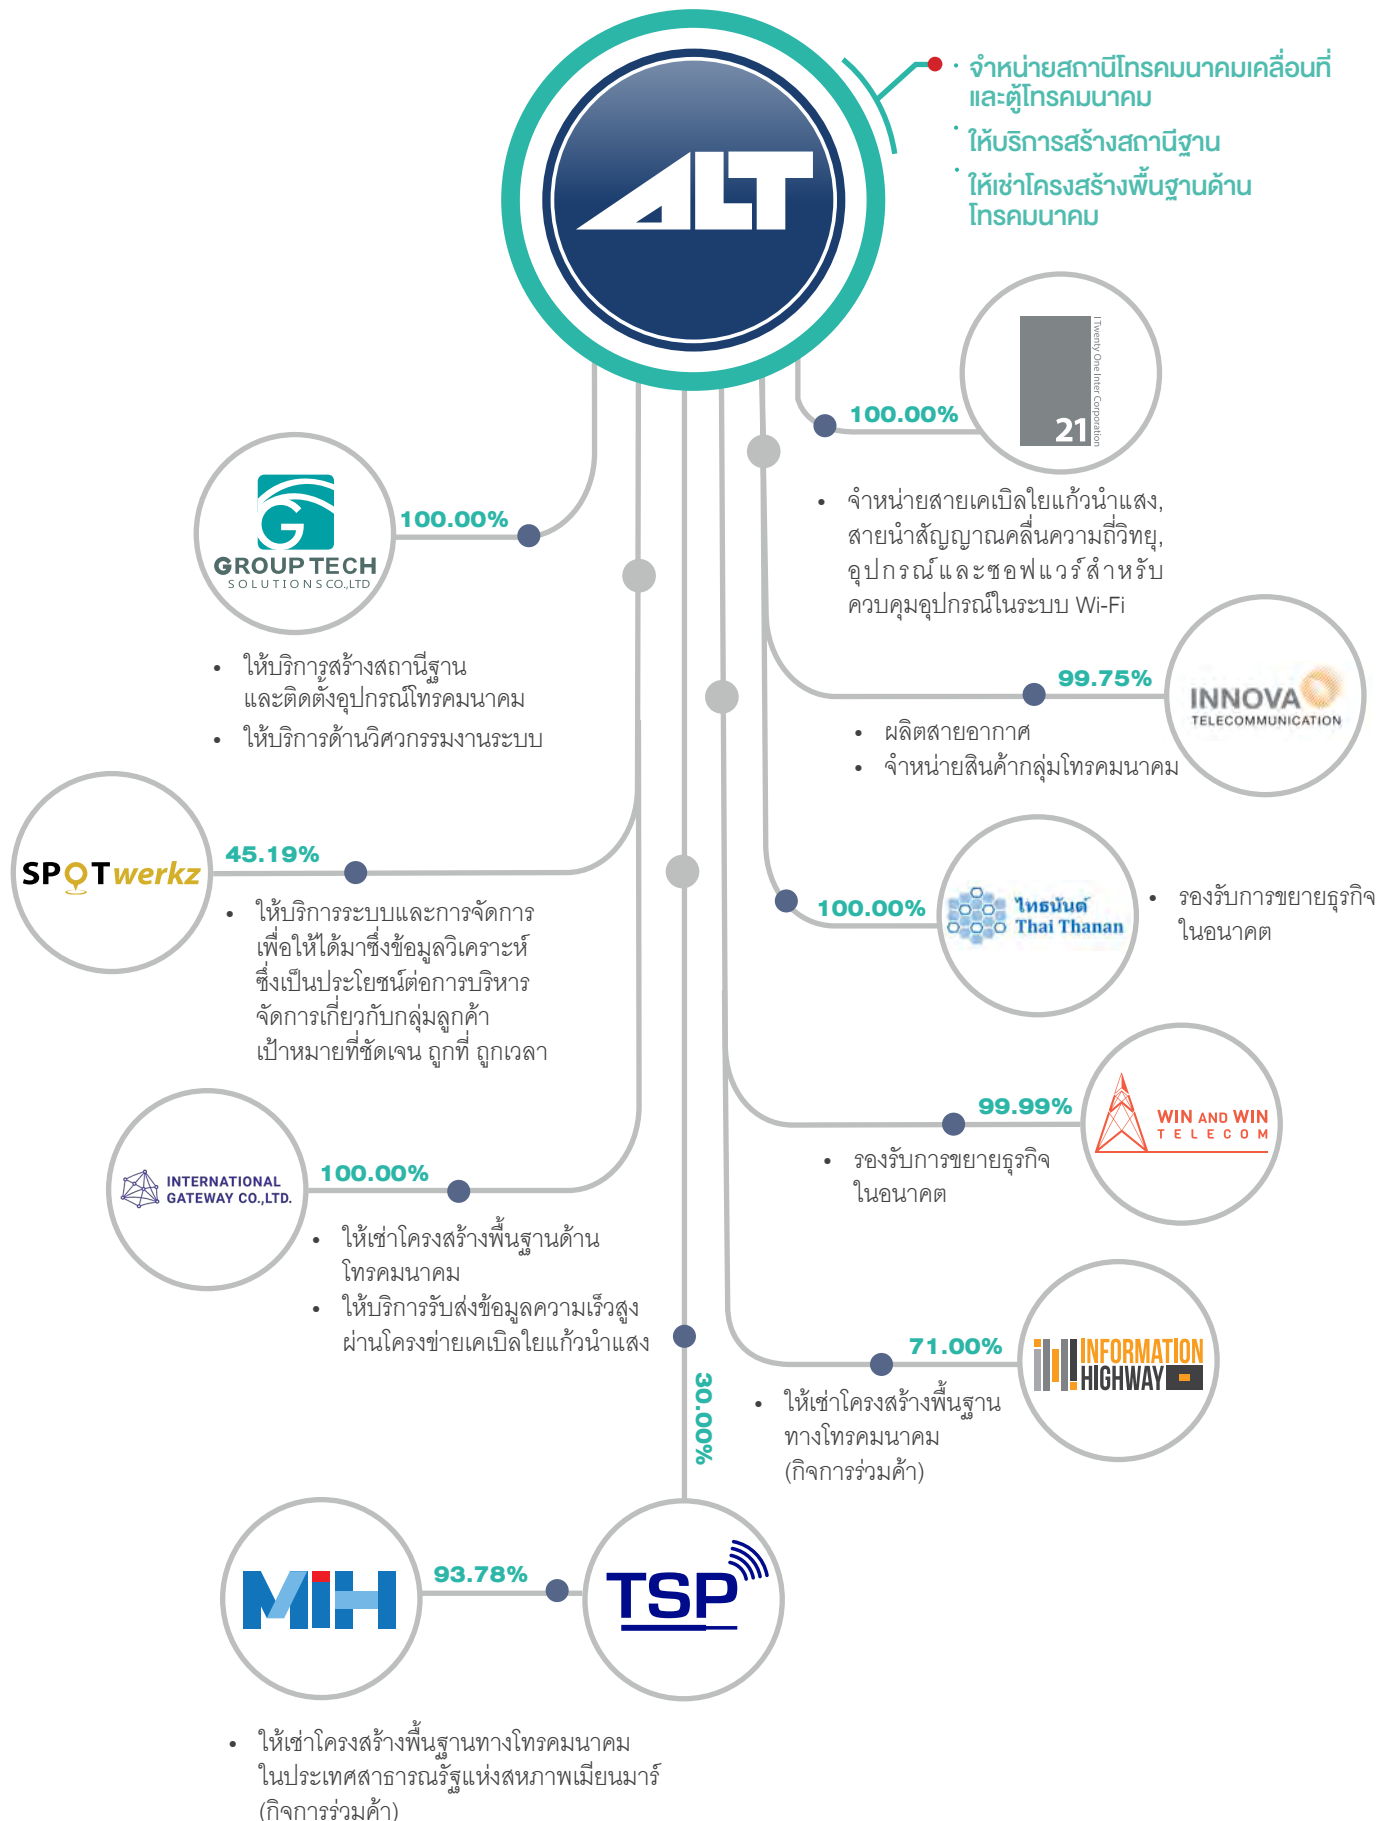 ALT
· จำหน่ายสถานีโทรคมนาคมเคลื่อนที่
และตู้โทรคมนาคม
· ให้บริการสร้างสถานีฐาน
· ให้เช่าโครงสร้างพื้นฐานด้าน
โทรคมนาคม
21
I Twenty One Inter Corporation
100.00%
• จำหน่ายสายเคเบิลใยแก้วนำแสง,
สายนำสัญญาณคลื่นความถี่วิทยุ,
อุปกรณ์และซอฟแวร์สำหรับ
ควบคุมอุปกรณ์ในระบบ Wi-Fi
G
GROUP TECH
SOLUTIONS CO.,LTD
100.00%
• ให้บริการสร้างสถานีฐาน
และติดตั้งอุปกรณ์โทรคมนาคม
• ให้บริการด้านวิศวกรรมงานระบบ
99.75%
INNOVA
TELECOMMUNICATION
• ผลิตสายอากาศ
• จำหน่ายสินค้ากลุ่มโทรคมนาคม
SPOTwerkz
45.19%
• ให้บริการระบบและการจัดการ
เพื่อให้ได้มาซึ่งข้อมูลวิเคราะห์
ซึ่งเป็นประโยชน์ต่อการบริหาร
จัดการเกี่ยวกับกลุ่มลูกค้า
เป้าหมายที่ชัดเจน ถูกที่ ถูกเวลา
100.00%
ไทธนันต์
Thai Thanan
• รองรับการขยายธุรกิจ
ในอนาคต
99.99%
WIN AND WIN
TELECOM
• รองรับการขยายธุรกิจ
ในอนาคต
INTERNATIONAL
GATEWAY CO.,LTD.
100.00%
• ให้เช่าโครงสร้างพื้นฐานด้าน
โทรคมนาคม
• ให้บริการรับส่งข้อมูลความเร็วสูง
ผ่านโครงข่ายเคเบิลใยแก้วนำแสง
71.00%
INFORMATION
HIGHWAY
• ให้เช่าโครงสร้างพื้นฐาน
ทางโทรคมนาคม
(กิจการร่วมค้า)
30.00%
MIH
93.78%
TSP
• ให้เช่าโครงสร้างพื้นฐานทางโทรคมนาคม
ในประเทศสาธารณรัฐแห่งสหภาพเมียนมาร์
(กิจการร่วมค้า)